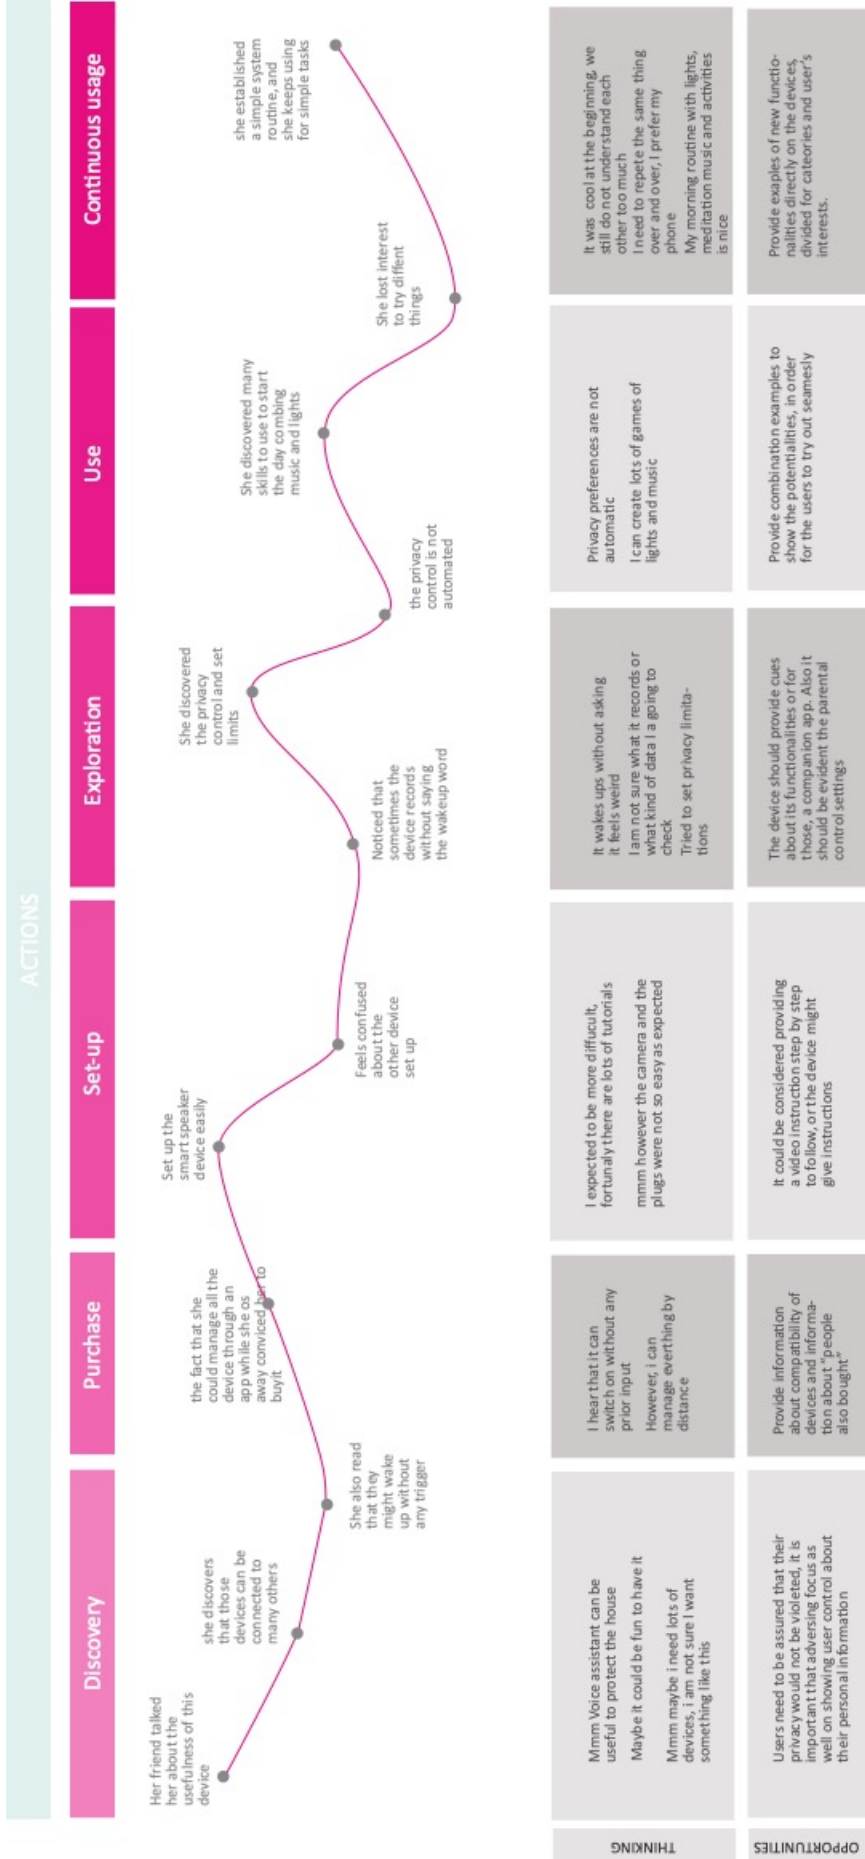 ACTIONS
Discovery
Purchase
Set-up
Exploration
Use
Continuous usage
Her friend talked
her about the
usefulness of this
device
she discovers
that those
devices can be
connected to
many others
She also read
that they
might wake
up without
any trigger
the fact that she
could manage all the
device through an
app while she os
away conviced her to
buyit
Set up the
smart speaker
device easily
Feels confused
about the
other device
set up
Noticed that
sometimes the
device records
without saying
the wakeup word
She discovered
the privacy
control and set
limits
the privacy
control is not
automated
She discovered many
skills to use to start
the day combing
music and lights
She lost interest
to try diffent
things
she established
a simple system
routine, and
she keeps using
for simple tasks
THINKING
Mmm Voice assistant can be
useful to protect the house
Maybe it could be fun to have it
Mmm maybe i need lots of
devices, i am not sure I want
something like this
I hear that it can
switch on without any
prior input
However, i can
manage everthing by
distance
I expected to be more diffucult,
fortunaly there are lots of tutorials
mmm however the camera and the
plugs were not so easy as expected
It wakes ups without asking
it feels weird
I am not sure what it records or
what kind of data I a going to
check
Tried to set privacy limita-
tions
Privacy preferences are not
automatic
I can create lots of games of
lights and music
It was cool at the beginning, we
still do not understand each
other too much
I need to repete the same thing
over and over, I prefer my
phone
My morning routine with lights,
meditation music and activities
is nice
OPPORTUNITIES
Users need to be assured that their
privacy would not be violeted, it is
important that adversing focus as
well on showing user control about
their personal information
Provide information
about compatibility of
devices and informa-
tion about "people
also bought"
It could be considered providing
a video instruction step by step
to follow, or the device might
give instructions
The device should provide cues
about its functionalities or for
those, a companion app. Also it
should be evident the parental
control settings
Provide combination examples to
show the potentialities, in order
for the users to try out seamesly
Provide exaples of new functio-
nalities directly on the devices,
divided for cateories and user's
interests.